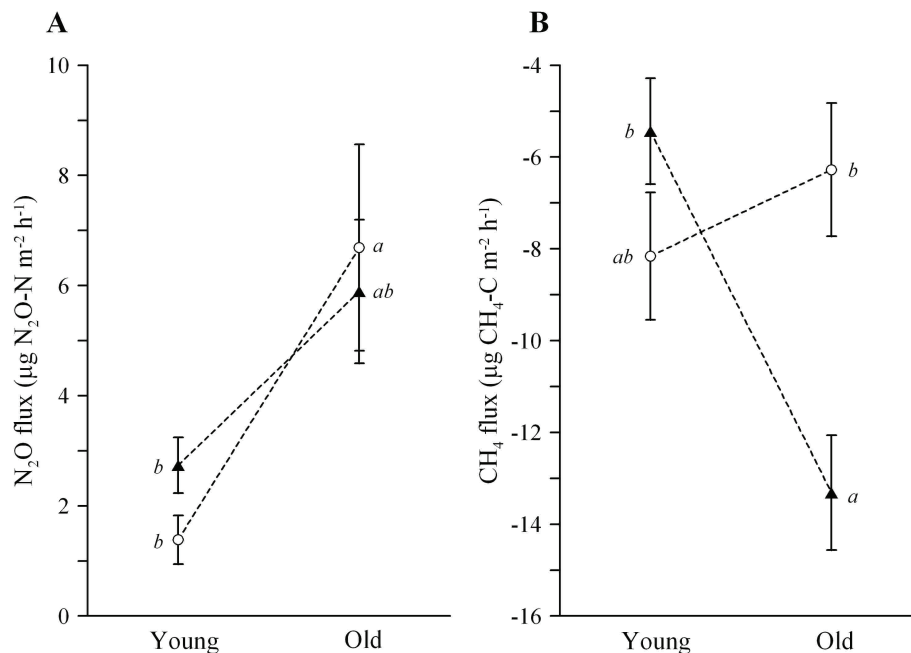 A
N₂O flux (µg N₂O-N m⁻² h⁻¹)
10
8
6
4
2
0
b
b
a
ab
Young Old
B
CH₄ flux (µg CH₄-C m⁻² h⁻¹)
-4
-6
-8
-10
-12
-14
-16
b
ab
b
a
Young Old